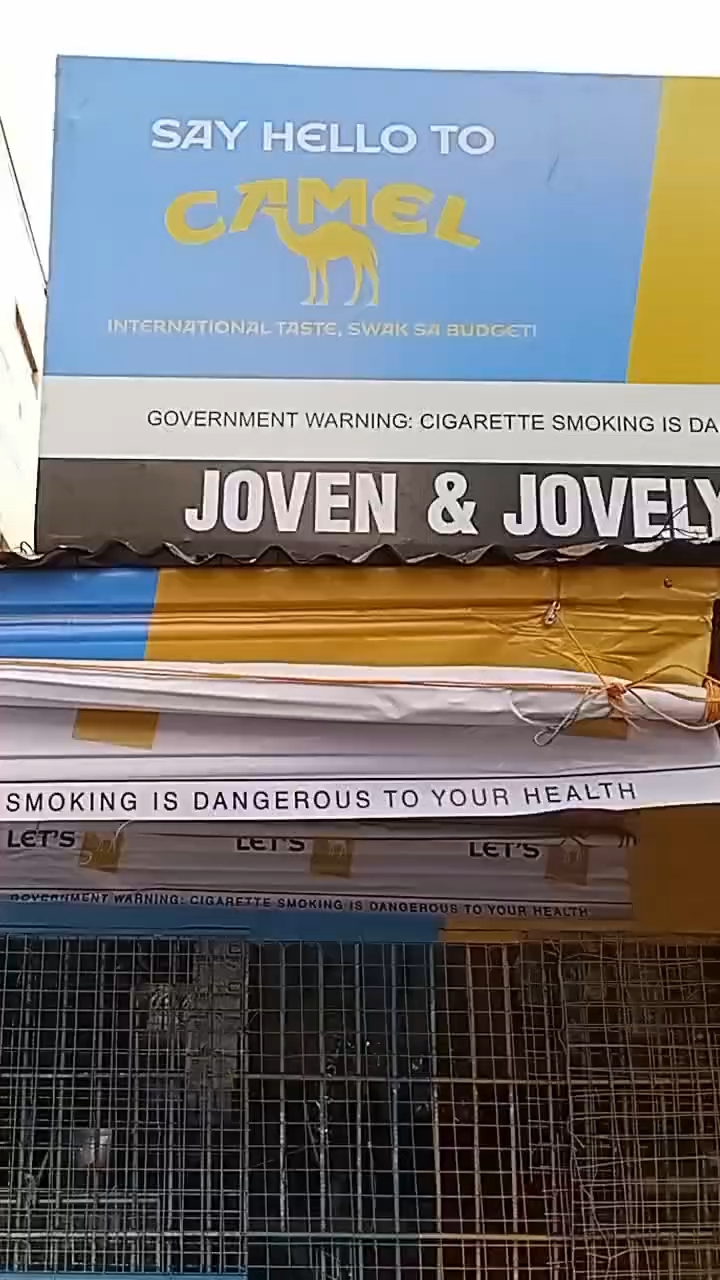 SAY HELLO TO
CAMEL
INTERNATIONAL TASTE, SWAK SA BUDGET!
GOVERNMENT WARNING: CIGARETTE SMOKING IS DA
JOVEN & JOVELY
SMOKING IS DANGEROUS TO YOUR HEALTH
LET'S LET'S LET'S
GOVERNMENT WARNING: CIGARETTE SMOKING IS DANGEROUS TO YOUR HEALTH